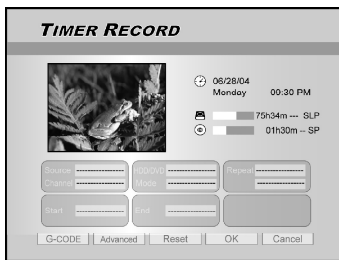 TIMER RECORD
06/28/04
Monday 00:30 PM
75h34m --- SLP
01h30m -- SP
Source ---------------
Channel ---------------
HDD/DVD ---------------
Mode ---------------
Repeat ---------------
---------------
Start ---------------
End ---------------
G-CODE Advanced Reset OK Cancel